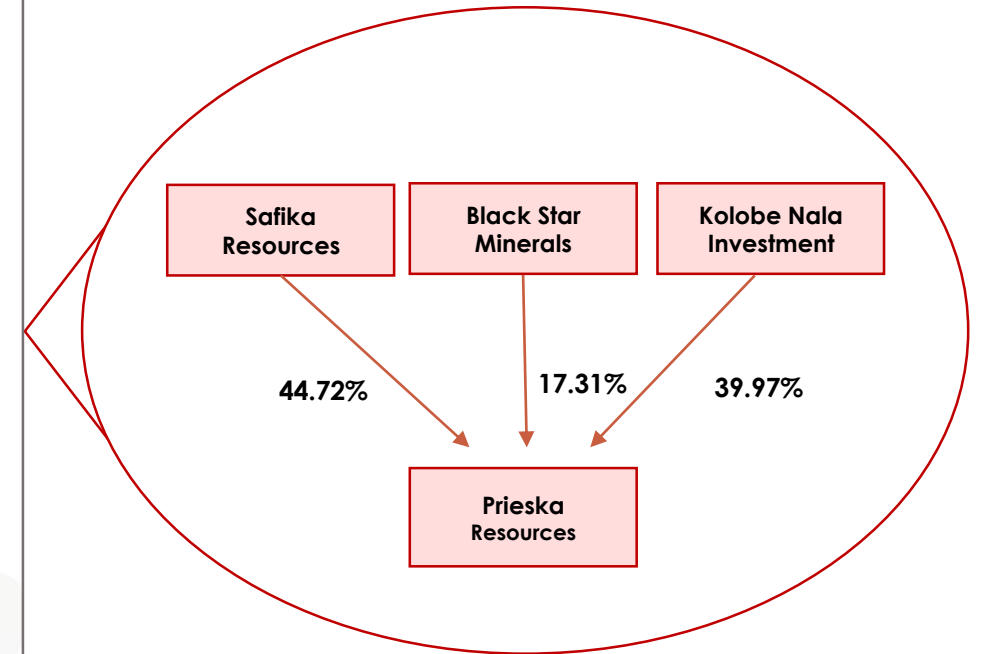 Safika
Resources
Black Star
Minerals
Kolobe Nala
Investment
44.72%
17.31%
39.97%
Prieska
Resources